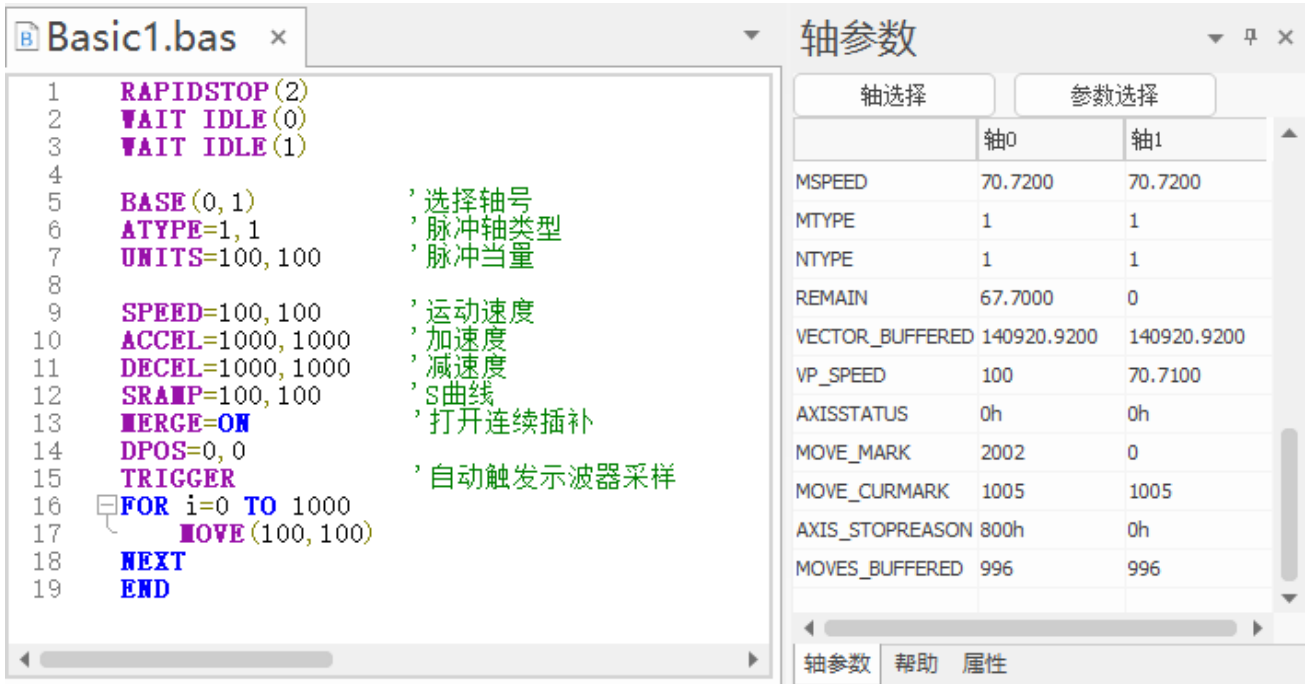 Basic1.bas ×
1 RAPIDSTOP(2)
2 WAIT IDLE(0)
3 WAIT IDLE(1)
4
5 BASE(0,1) '选择轴号
6 ATYPE=1,1 '脉冲轴类型
7 UNITS=100,100 '脉冲当量
8
9 SPEED=100,100 '运动速度
10 ACCEL=1000,1000 '加速度
11 DECEL=1000,1000 '减速度
12 SRAMP=100,100 'S曲线
13 MERGE=ON '打开连续插补
14 DPOS=0,0
15 TRIGGER '自动触发示波器采样
16 FOR i=0 TO 1000
17 MOVE(100,100)
18 NEXT
19 END
轴参数
轴选择 参数选择
轴0 轴1
MSPEED 70.7200 70.7200
MTYPE 1 1
NTYPE 1 1
REMAIN 67.7000 0
VECTOR_BUFFERED 140920.9200 140920.9200
VP_SPEED 100 70.7100
AXISSTATUS 0h 0h
MOVE_MARK 2002 0
MOVE_CURMARK 1005 1005
AXIS_STOPREASON 800h 0h
MOVES_BUFFERED 996 996
轴参数 帮助 属性